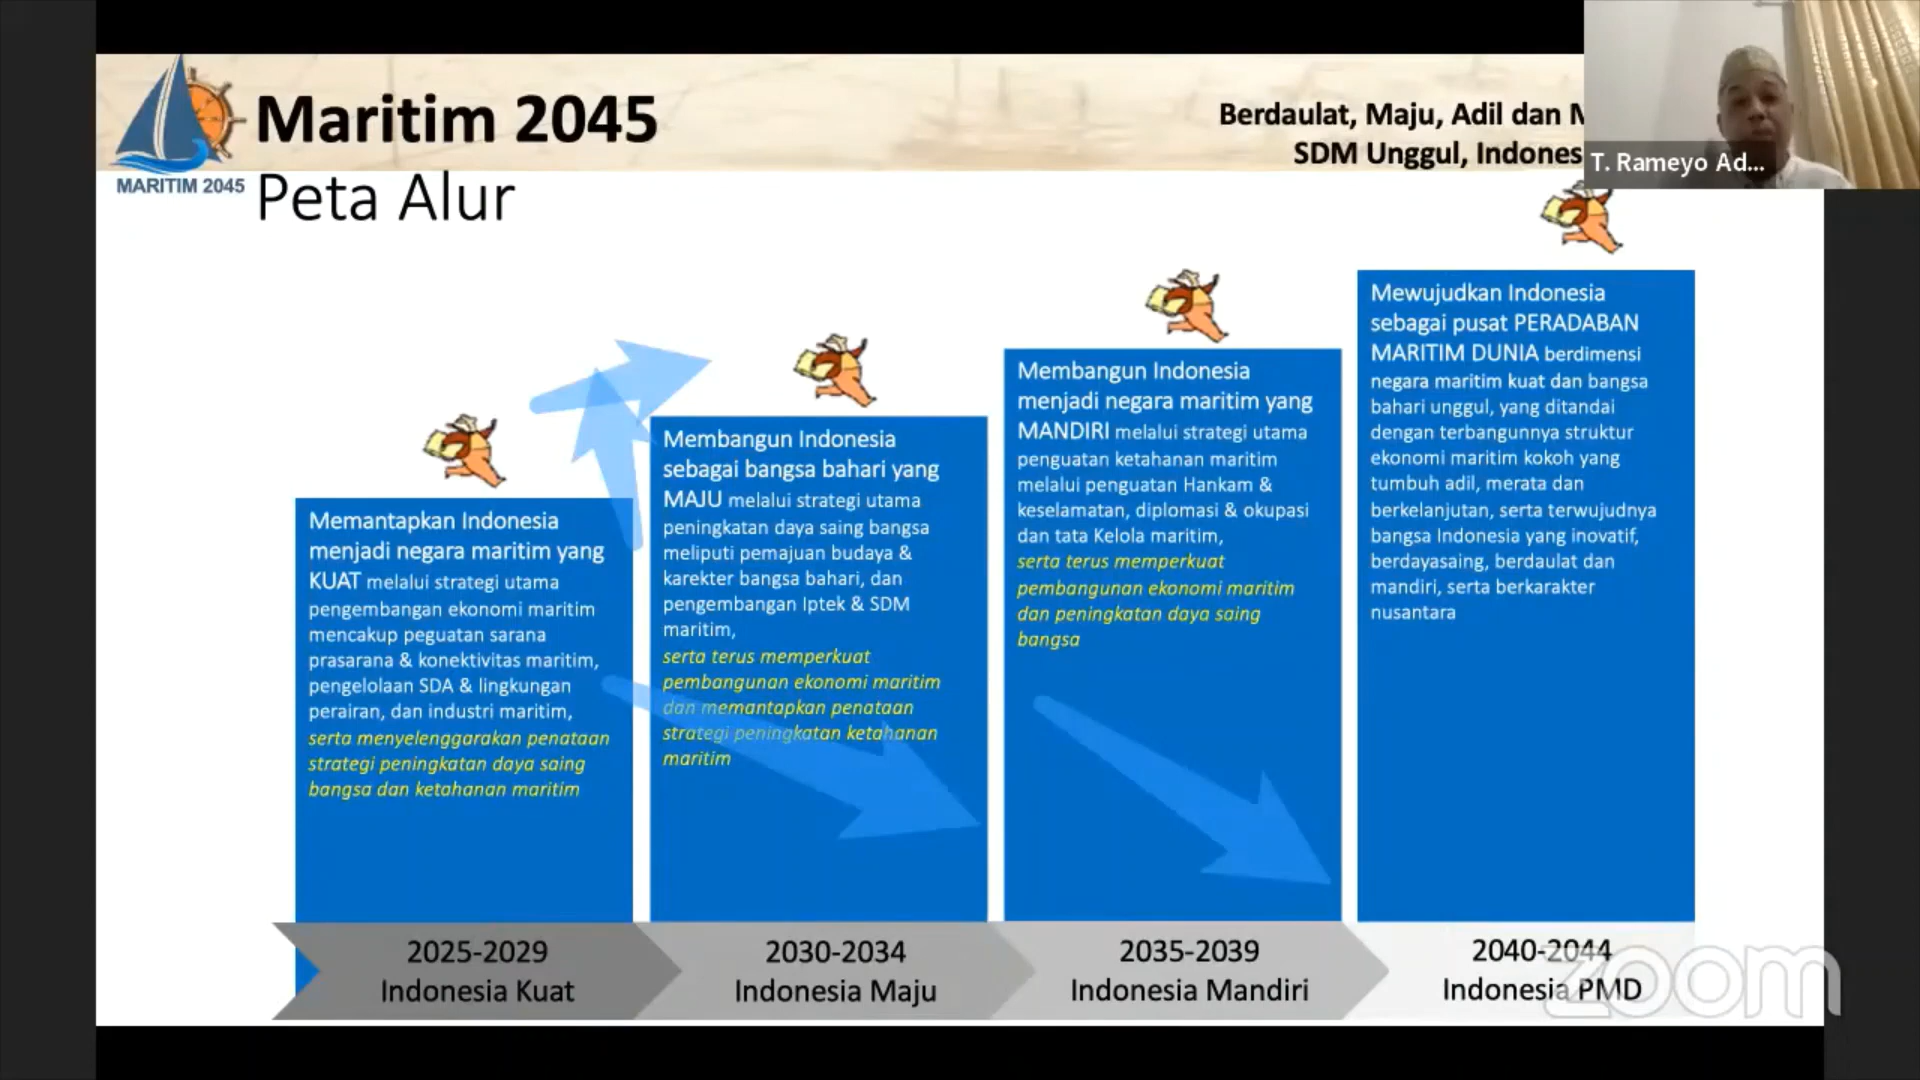 MARITIM 2045
Maritim 2045
Peta Alur
Berdaulat, Maju, Adil dan
SDM Unggul,
T. Rameyo Ad...
Memantapkan Indonesia
menjadi negara maritim yang
KUAT melalui strategi utama
pengembangan ekonomi maritim
mencakup peguatan sarana
prasarana & konektivitas maritim,
pengelolaan SDA & lingkungan
perairan, dan industri maritim,
serta menyelenggarakan penataan
strategi peningkatan daya saing
bangsa dan ketahanan maritim
Membangun Indonesia
sebagai bangsa bahari yang
MAJU melalui strategi utama
peningkatan daya saing bangsa
meliputi pemajuan budaya &
karekter bangsa bahari, dan
pengembangan Iptek & SDM
maritim,
serta terus memperkuat
pembangunan ekonomi maritim
dan memantapkan penataan
strategi peningkatan ketahanan
maritim
Membangun Indonesia
menjadi negara maritim yang
MANDIRI melalui strategi utama
penguatan ketahanan maritim
melalui penguatan Hankam &
keselamatan, diplomasi & okupasi
dan tata Kelola maritim,
serta terus memperkuat
pembangunan ekonomi maritim
dan peningkatan daya saing
bangsa
Mewujudkan Indonesia
sebagai pusat PERADABAN
MARITIM DUNIA berdimensi
negara maritim kuat dan bangsa
bahari unggul, yang ditandai
dengan terbangunnya struktur
ekonomi maritim kokoh yang
tumbuh adil, merata dan
berkelanjutan, serta terwujudnya
bangsa Indonesia yang inovatif,
berdayasaing, berdaulat dan
mandiri, serta berkarakter
nusantara
2025-2029
Indonesia Kuat
2030-2034
Indonesia Maju
2035-2039
Indonesia Mandiri
2040-2044
Indonesia PMD
zoom